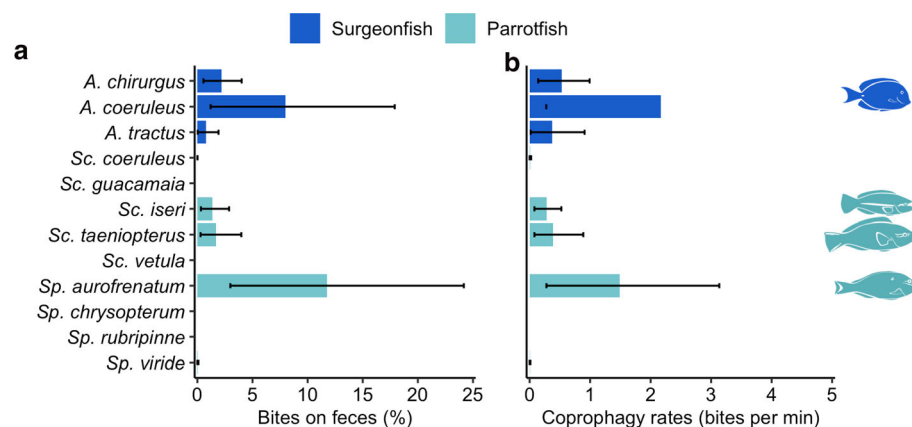 Surgeonfish Parrotfish
a b
A. chirurgus
A. coeruleus
A. tractus
Sc. coeruleus
Sc. guacamaia
Sc. iseri
Sc. taeniopterus
Sc. vetula
Sp. aurofrenatum
Sp. chrysopterum
Sp. rubripinne
Sp. viride
0 5 10 15 20 25 0 1 2 3 4 5
Bites on feces (%) Coprophagy rates (bites per min)